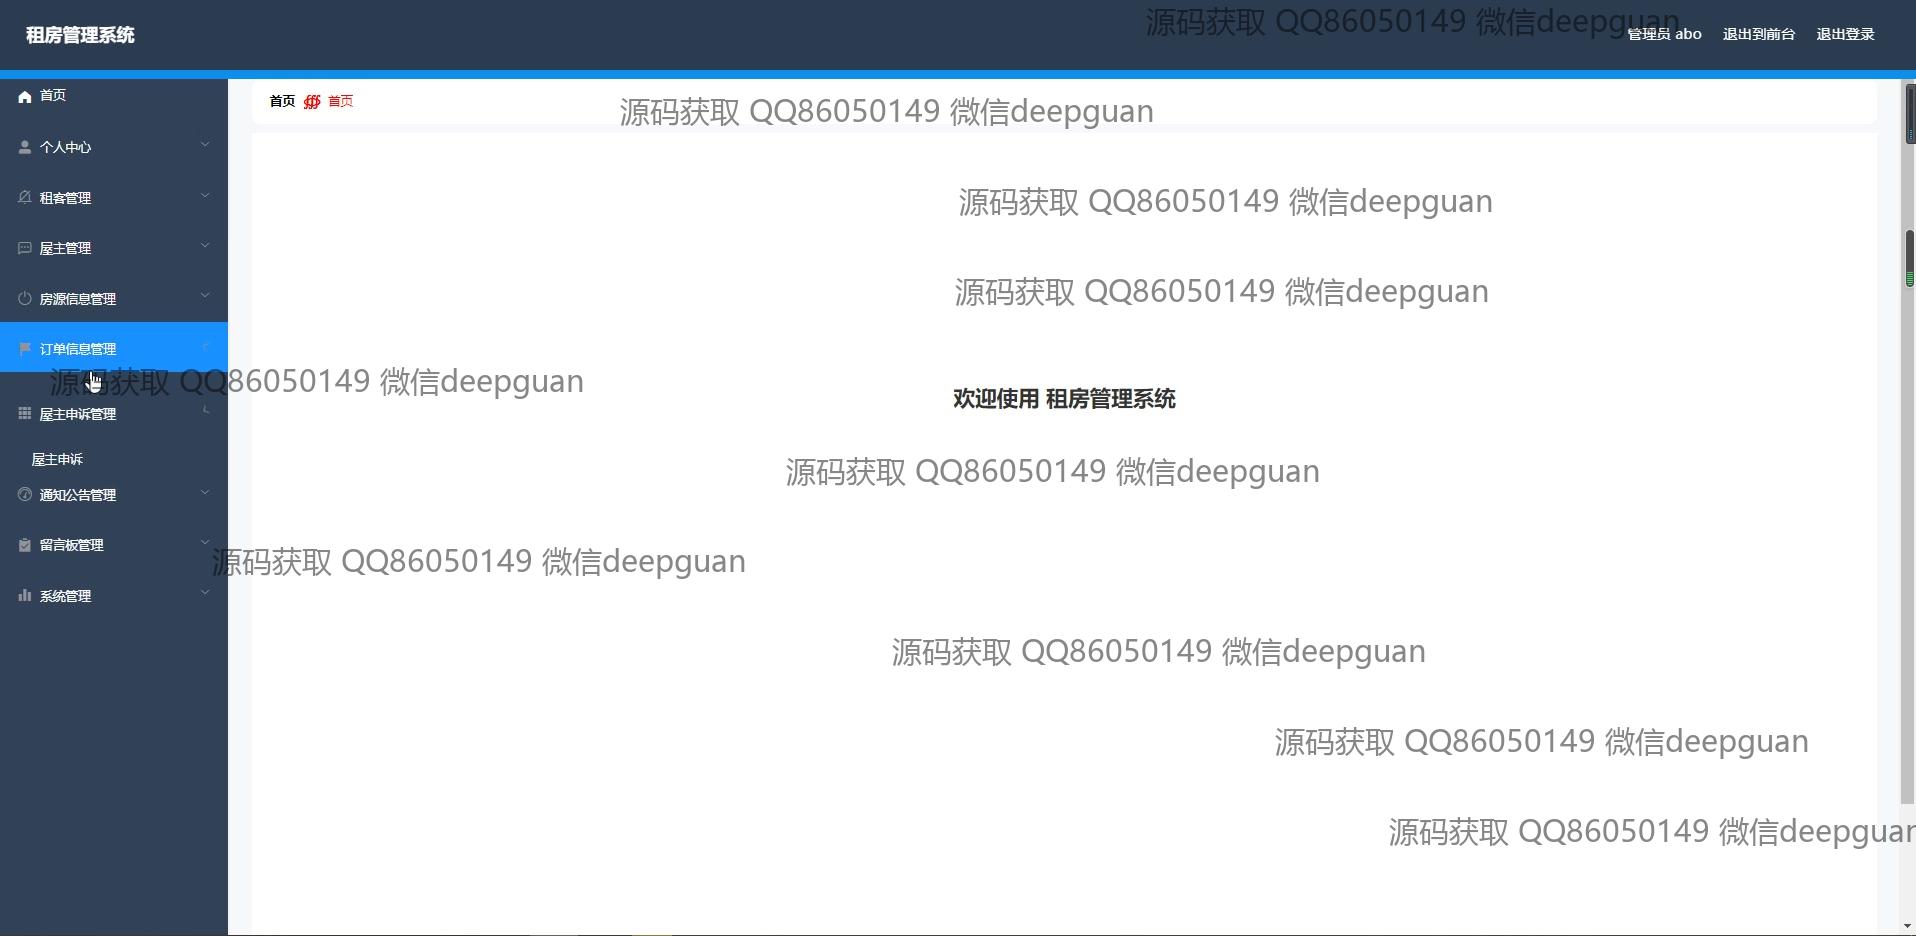 租房管理系统
源码获取 QQ86050149 微信deepguan
管理员 abo
退出到前台
退出登录
首页
个人中心
租客管理
屋主管理
房源信息管理
订单信息管理
屋主申诉管理
屋主申诉
通知公告管理
留言板管理
系统管理
首页 首页
源码获取 QQ86050149 微信deepguan
源码获取 QQ86050149 微信deepguan
源码获取 QQ86050149 微信deepguan
源码获取 QQ86050149 微信deepguan
欢迎使用 租房管理系统
源码获取 QQ86050149 微信deepguan
源码获取 QQ86050149 微信deepguan
源码获取 QQ86050149 微信deepguan
源码获取 QQ86050149 微信deepguan
源码获取 QQ86050149 微信deepguan